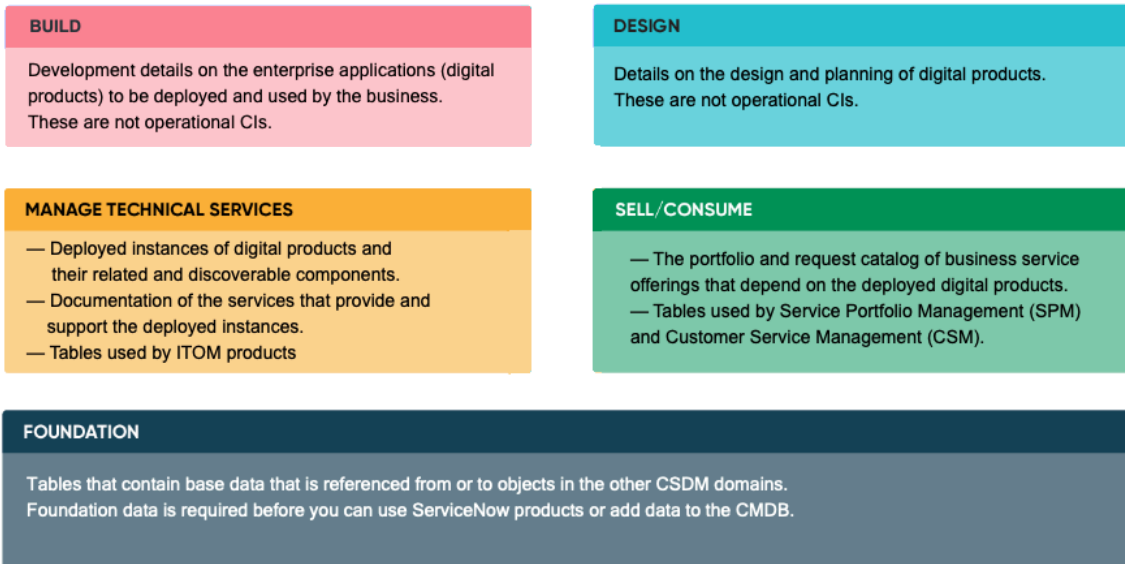 BUILD
Development details on the enterprise applications (digital
products) to be deployed and used by the business.
These are not operational CIs.
DESIGN
Details on the design and planning of digital products.
These are not operational CIs.
MANAGE TECHNICAL SERVICES
— Deployed instances of digital products and
their related and discoverable components.
— Documentation of the services that provide and
support the deployed instances.
— Tables used by ITOM products
SELL/CONSUME
— The portfolio and request catalog of business service
offerings that depend on the deployed digital products.
— Tables used by Service Portfolio Management (SPM)
and Customer Service Management (CSM).
FOUNDATION
Tables that contain base data that is referenced from or to objects in the other CSDM domains.
Foundation data is required before you can use ServiceNow products or add data to the CMDB.